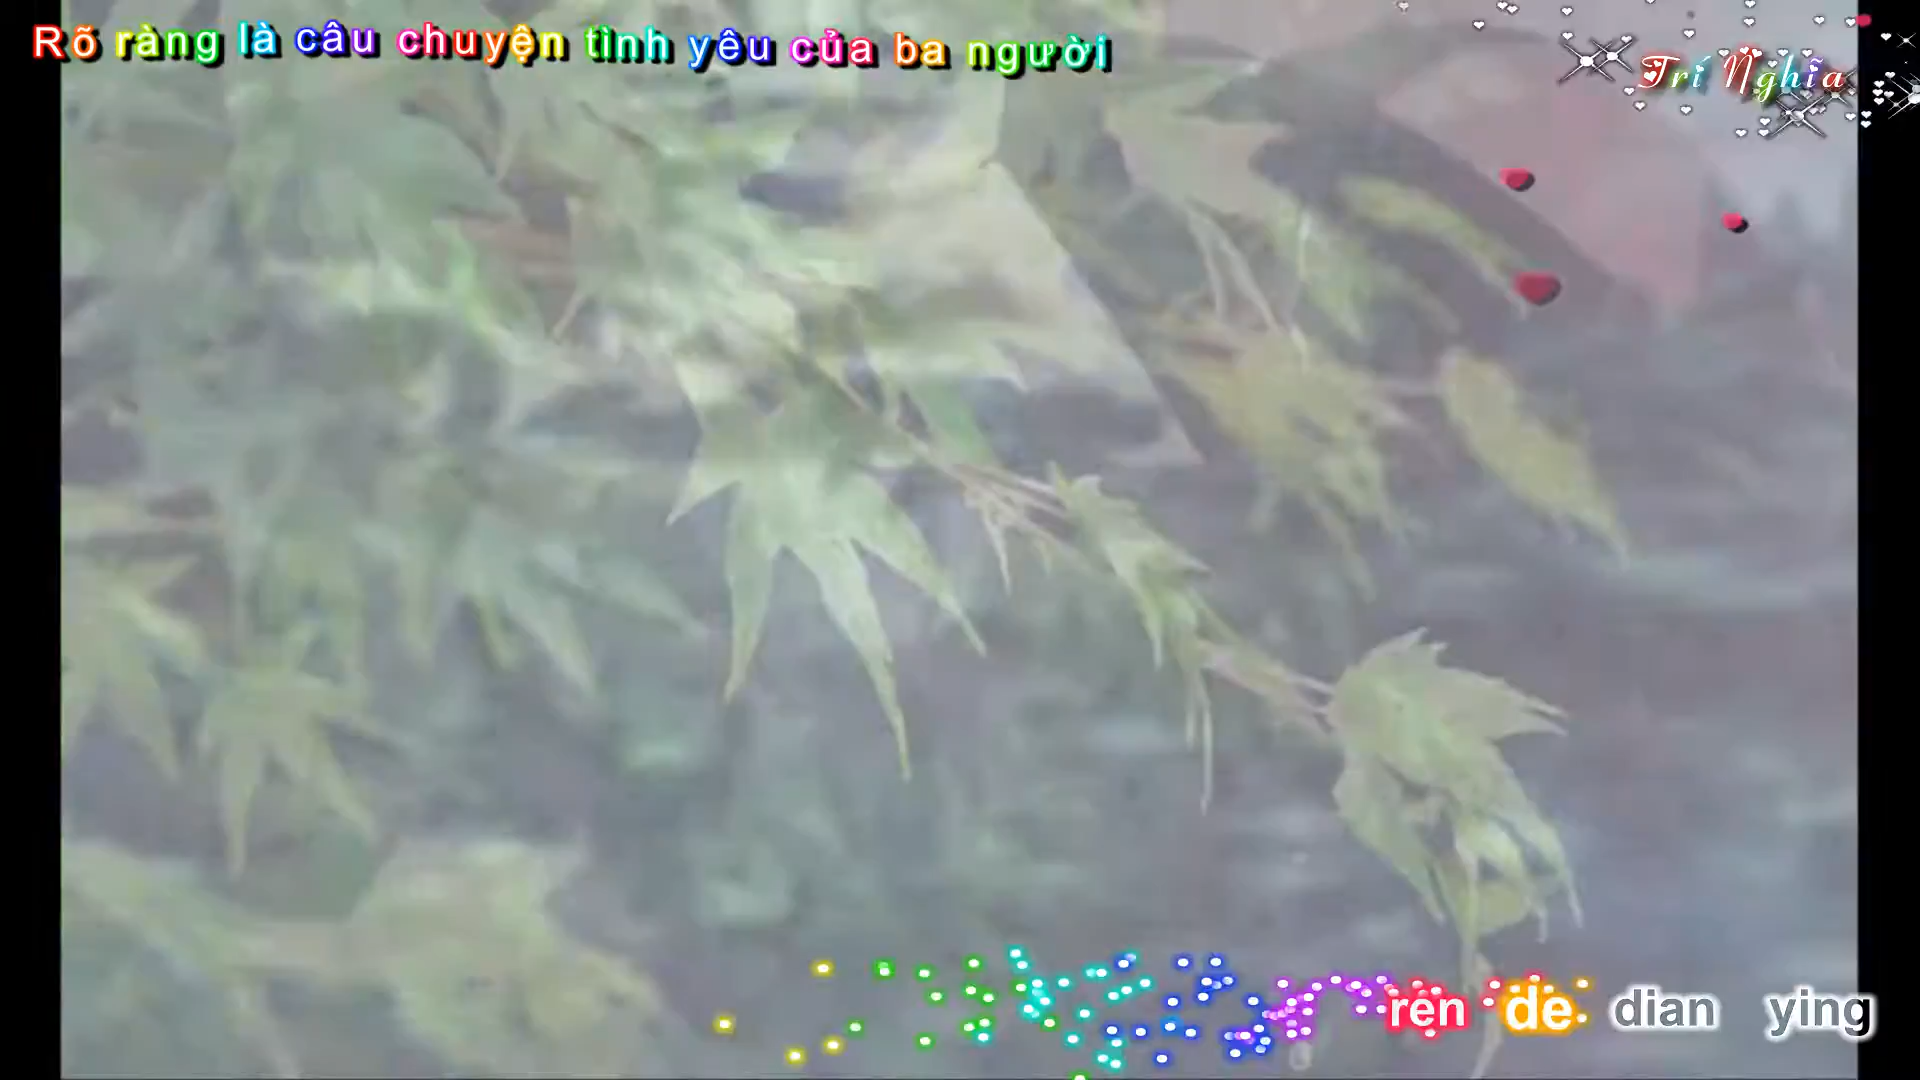 Rõ ràng là câu chuyện tình yêu của ba người
Trí Nghĩa
ren de dian ying